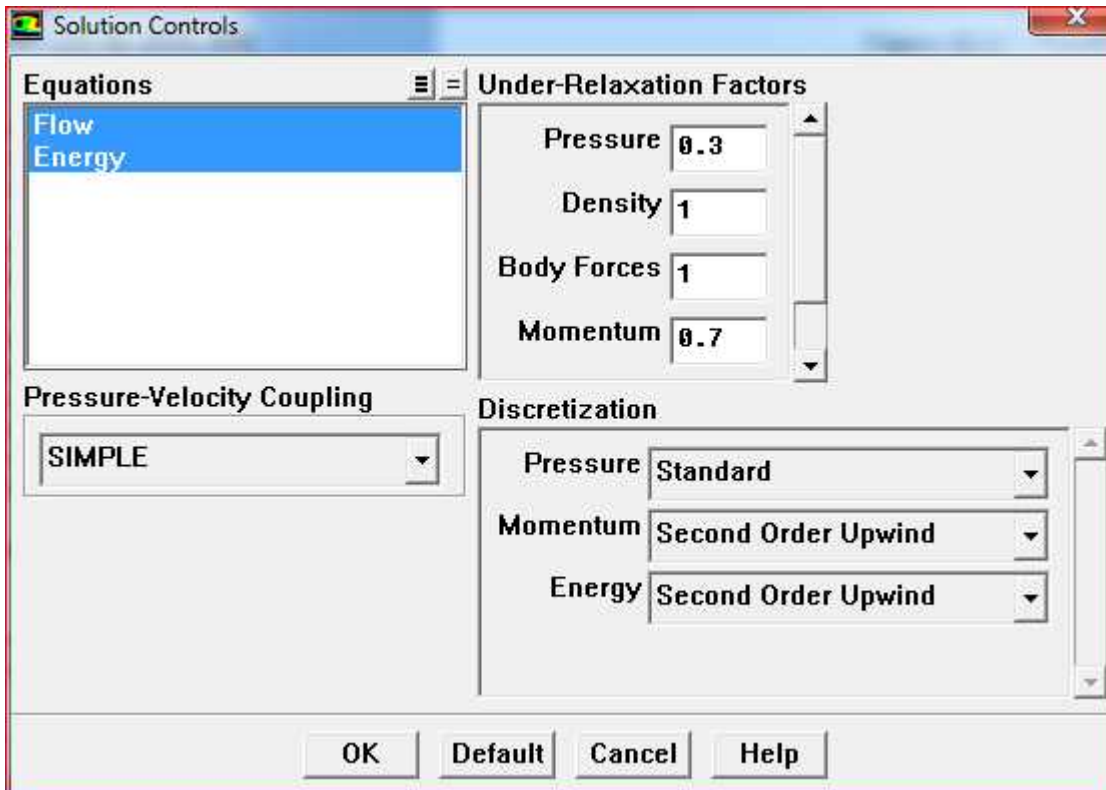 Solution Controls
Equations
Flow
Energy
Pressure-Velocity Coupling
SIMPLE
Under-Relaxation Factors
Pressure 0.3
Density 1
Body Forces 1
Momentum 0.7
Discretization
Pressure Standard
Momentum Second Order Upwind
Energy Second Order Upwind
OK Default Cancel Help